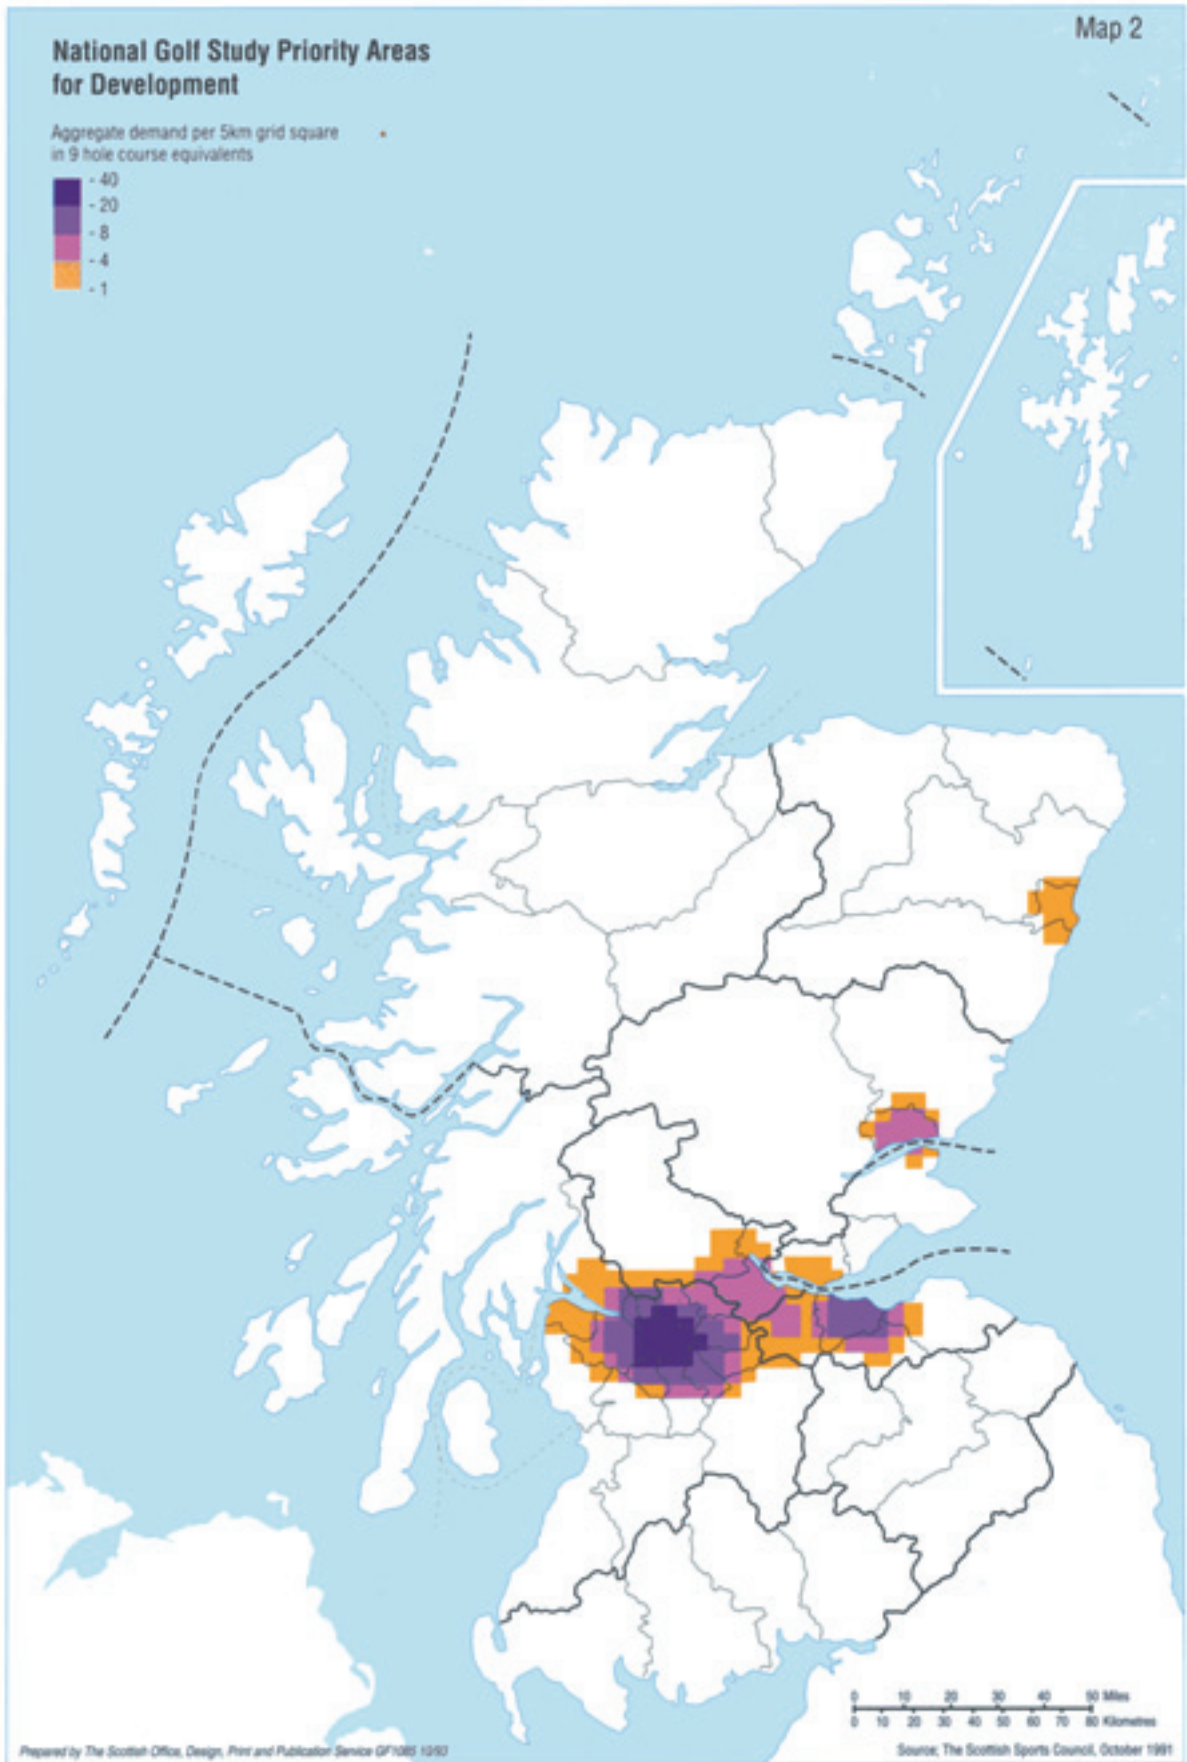 Map 2
National Golf Study Priority Areas
for Development
Aggregate demand per 5km grid square
in 9 hole course equivalents
- 40
- 20
- 8
- 4
- 1
0 10 20 30 40 50 Miles
0 10 20 30 40 50 60 70 80 Kilometres
Prepared by The Scottish Office, Design, Print and Publication Service GF1085 10/93
Source; The Scottish Sports Council, October 1991